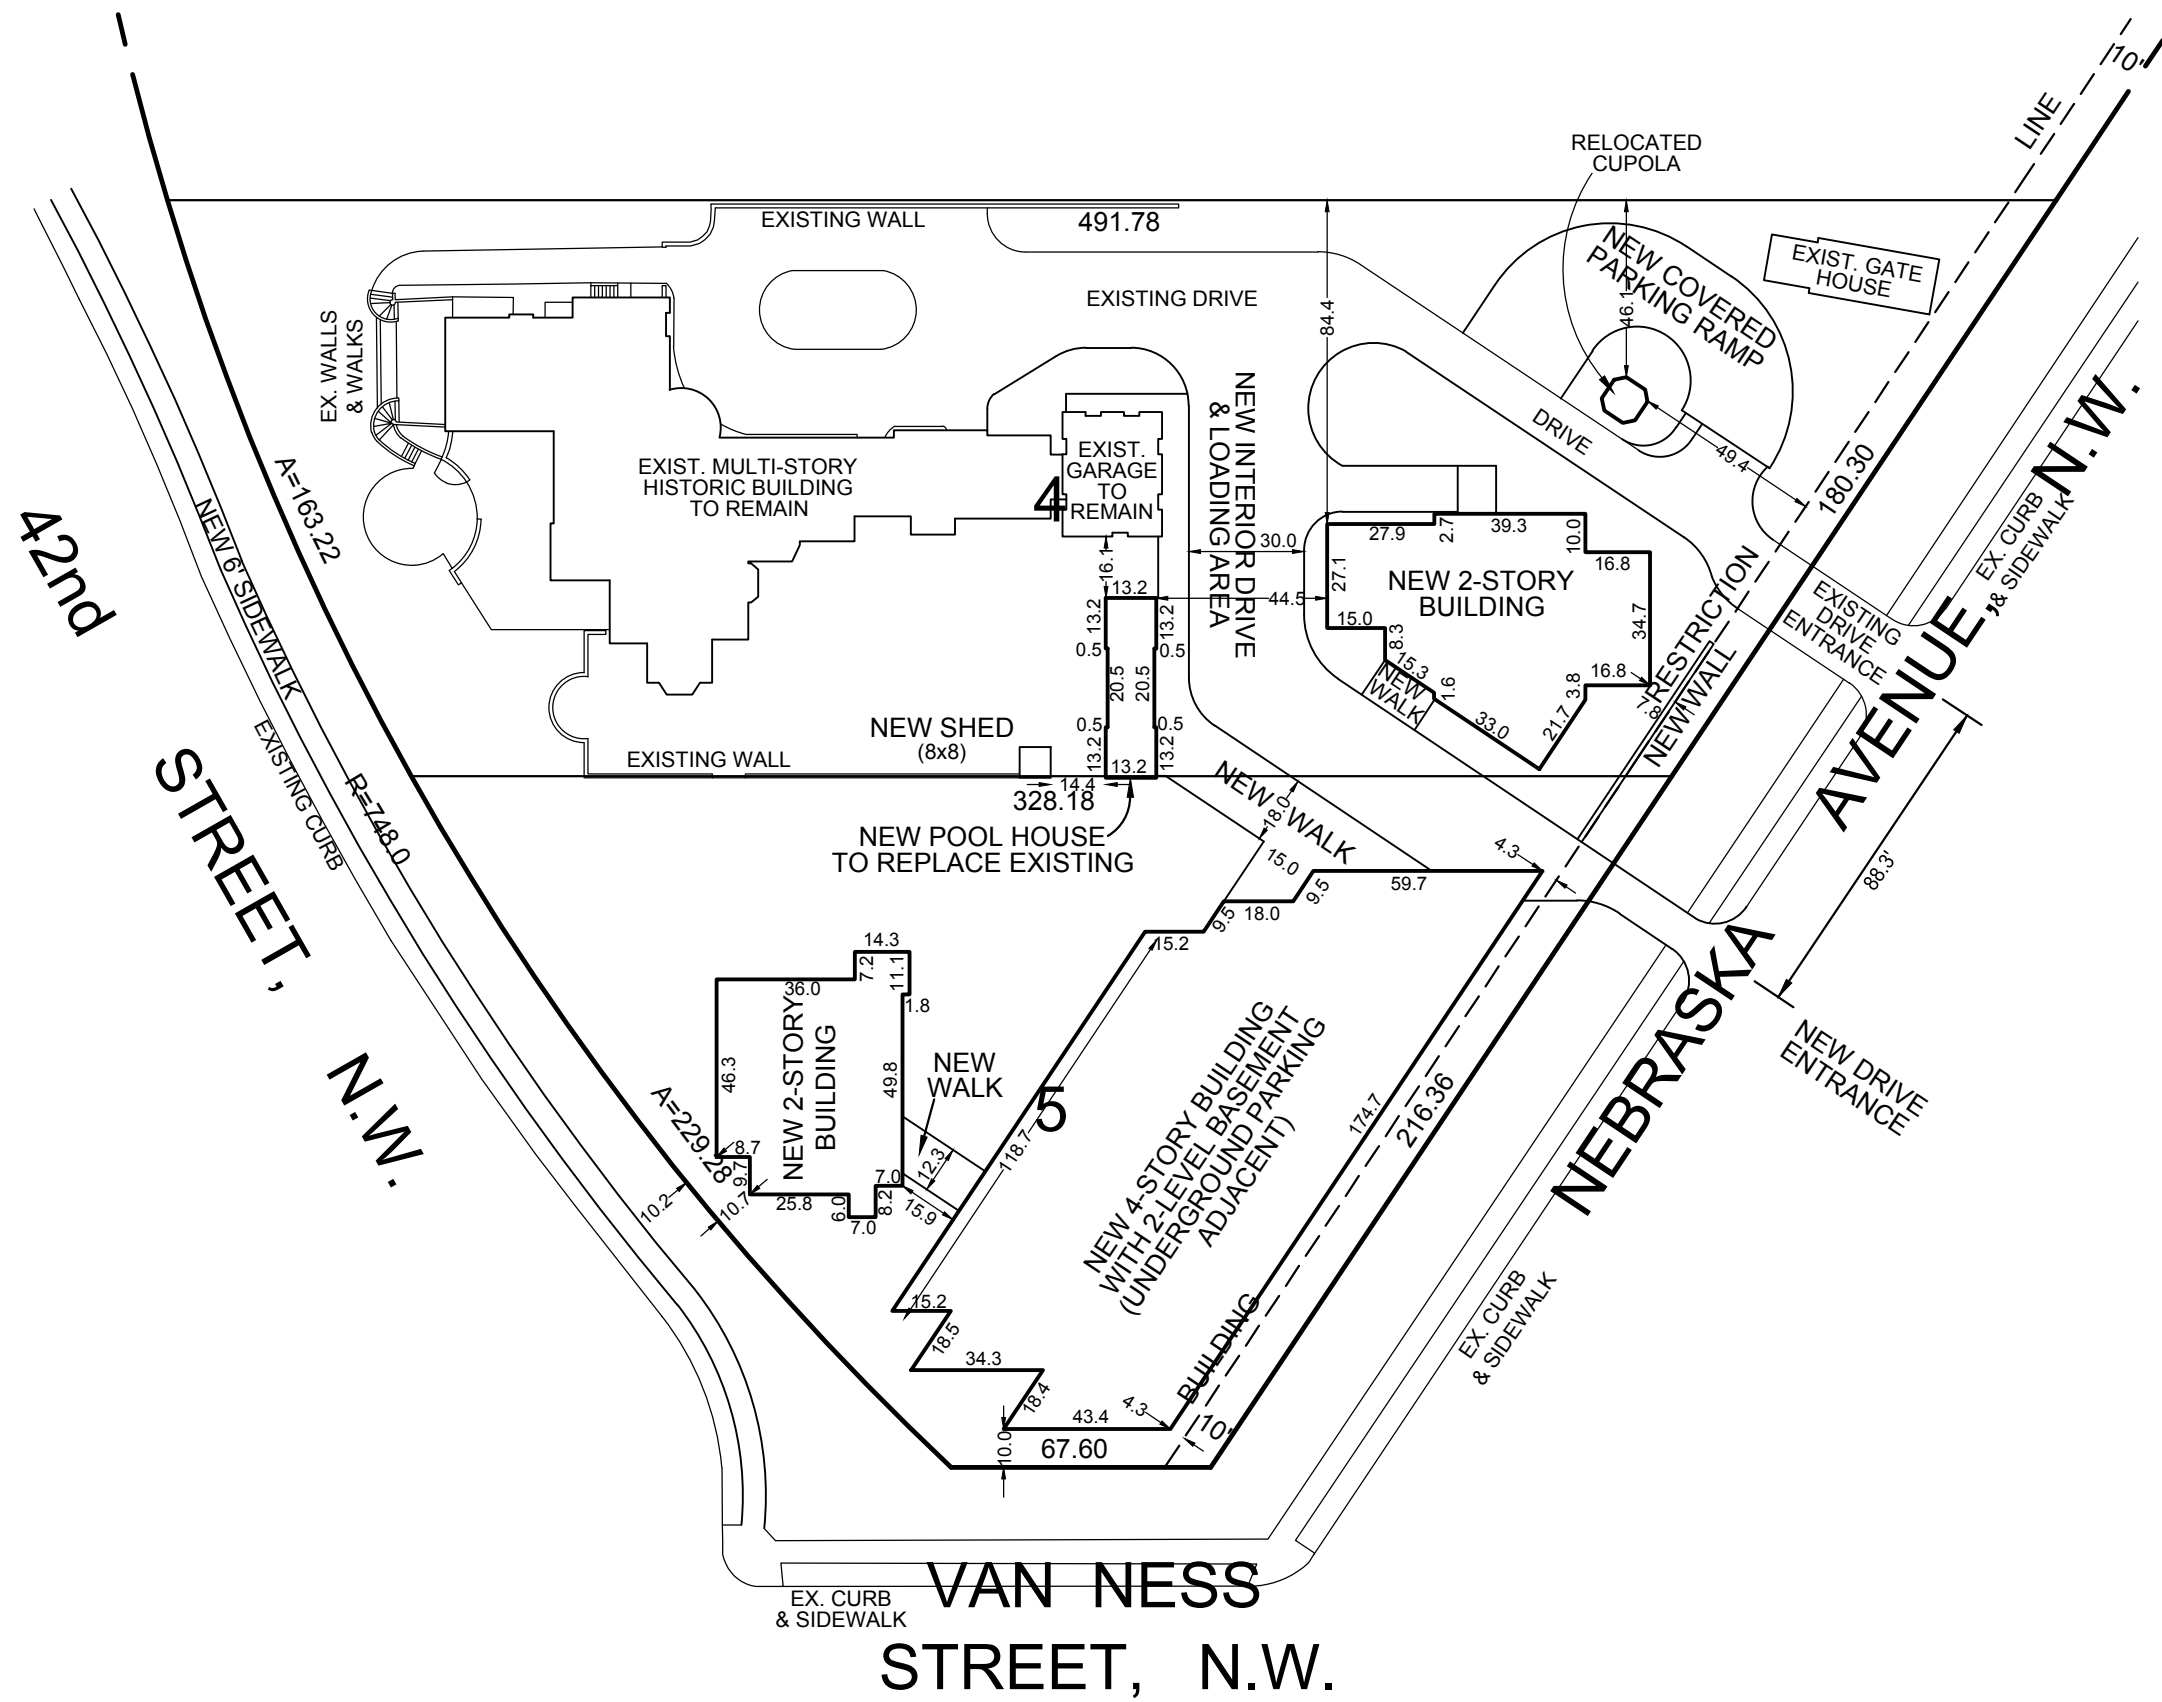 10'
LINE
RELOCATED
CUPOLA
EXISTING WALL
491.78
NEW COVERED
PARKING RAMP
EXIST. GATE
HOUSE
46.1
EXISTING DRIVE
84.4
EX. WALLS
& WALKS
NEW INTERIOR DRIVE
& LOADING AREA
DRIVE
49.4
180.30
EX. CURB
& SIDEWALK
EXIST. MULTI-STORY
HISTORIC BUILDING
TO REMAIN
4
EXIST.
GARAGE
TO
REMAIN
A=163.22
NEW 6' SIDEWALK
42nd
STREET,
N.W.
30.0
44.5
16.1
13.2
13.2
13.2
0.5
0.5
20.5
20.5
0.5
0.5
13.2
13.2
13.2
27.9
2.7
39.3
10.0
16.8
27.1
NEW 2-STORY
BUILDING
34.7
15.0
8.3
15.3
1.6
NEW
WALK
33.0
21.7
3.8
16.8
7.8
RESTRICTION
NEW WALL
EXISTING
DRIVE
ENTRANCE
NEBRASKA
AVENUE,
N.W.
88.3'
NEW SHED
(8x8)
EXISTING WALL
EXISTING CURB
R=748.0
14.4
328.18
NEW POOL HOUSE
TO REPLACE EXISTING
NEW WALK
18.0
15.0
4.3
59.7
9.5
18.0
9.5
15.2
14.3
7.2
11.1
36.0
1.8
46.3
NEW 2-STORY
BUILDING
49.8
NEW
WALK
5
118.7
12.3
15.9
8.7
9.7
25.8
6.0
7.0
8.2
7.0
A=229.28
10.2
10.7
NEW 4-STORY BUILDING
WITH 2-LEVEL BASEMENT
(UNDERGROUND PARKING
ADJACENT)
174.7
216.36
NEW DRIVE
ENTRANCE
15.2
18.5
34.3
18.4
43.4
4.3
BUILDING
10'
10.0
67.60
EX. CURB
& SIDEWALK
EX. CURB
& SIDEWALK
VAN NESS
STREET, N.W.